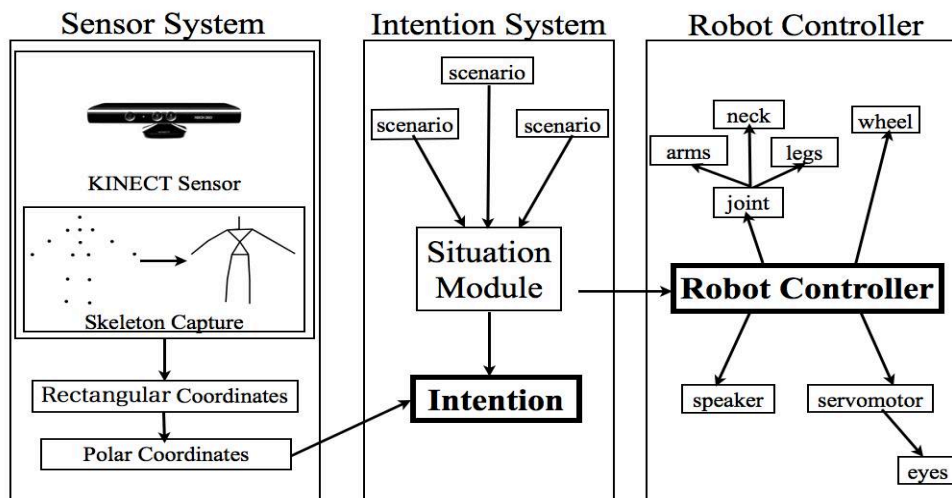 Sensor System
KINECT Sensor
Skeleton Capture
Rectangular Coordinates
Polar Coordinates
Intention System
scenario
scenario
scenario
Situation
Module
Intention
Robot Controller
neck
wheel
arms
legs
joint
Robot Controller
speaker
servomotor
eyes